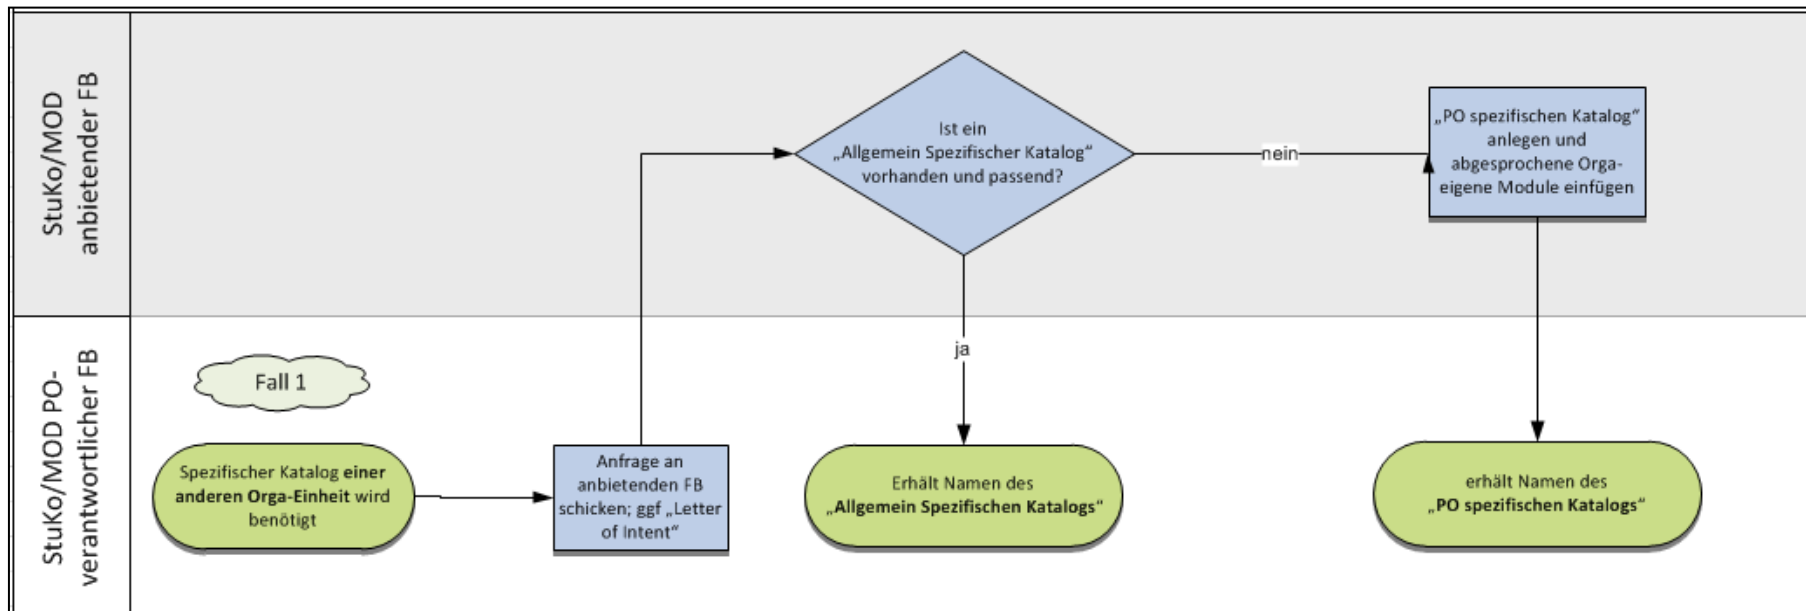 StuKo/MOD
anbietender FB
Ist ein
„Allgemein Spezifischer Katalog“
vorhanden und passend?
nein
„PO spezifischen Katalog“
anlegen und
abgesprochene Orga-
eigene Module einfügen
ja
StuKo/MOD PO-
verantwortlicher FB
Fall 1
Spezifischer Katalog einer
anderen Orga-Einheit wird
benötigt
Anfrage an
anbietenden FB
schicken; ggf „Letter
of Intent“
Erhält Namen des
„Allgemein Spezifischen Katalogs“
erhält Namen des
„PO spezifischen Katalogs“